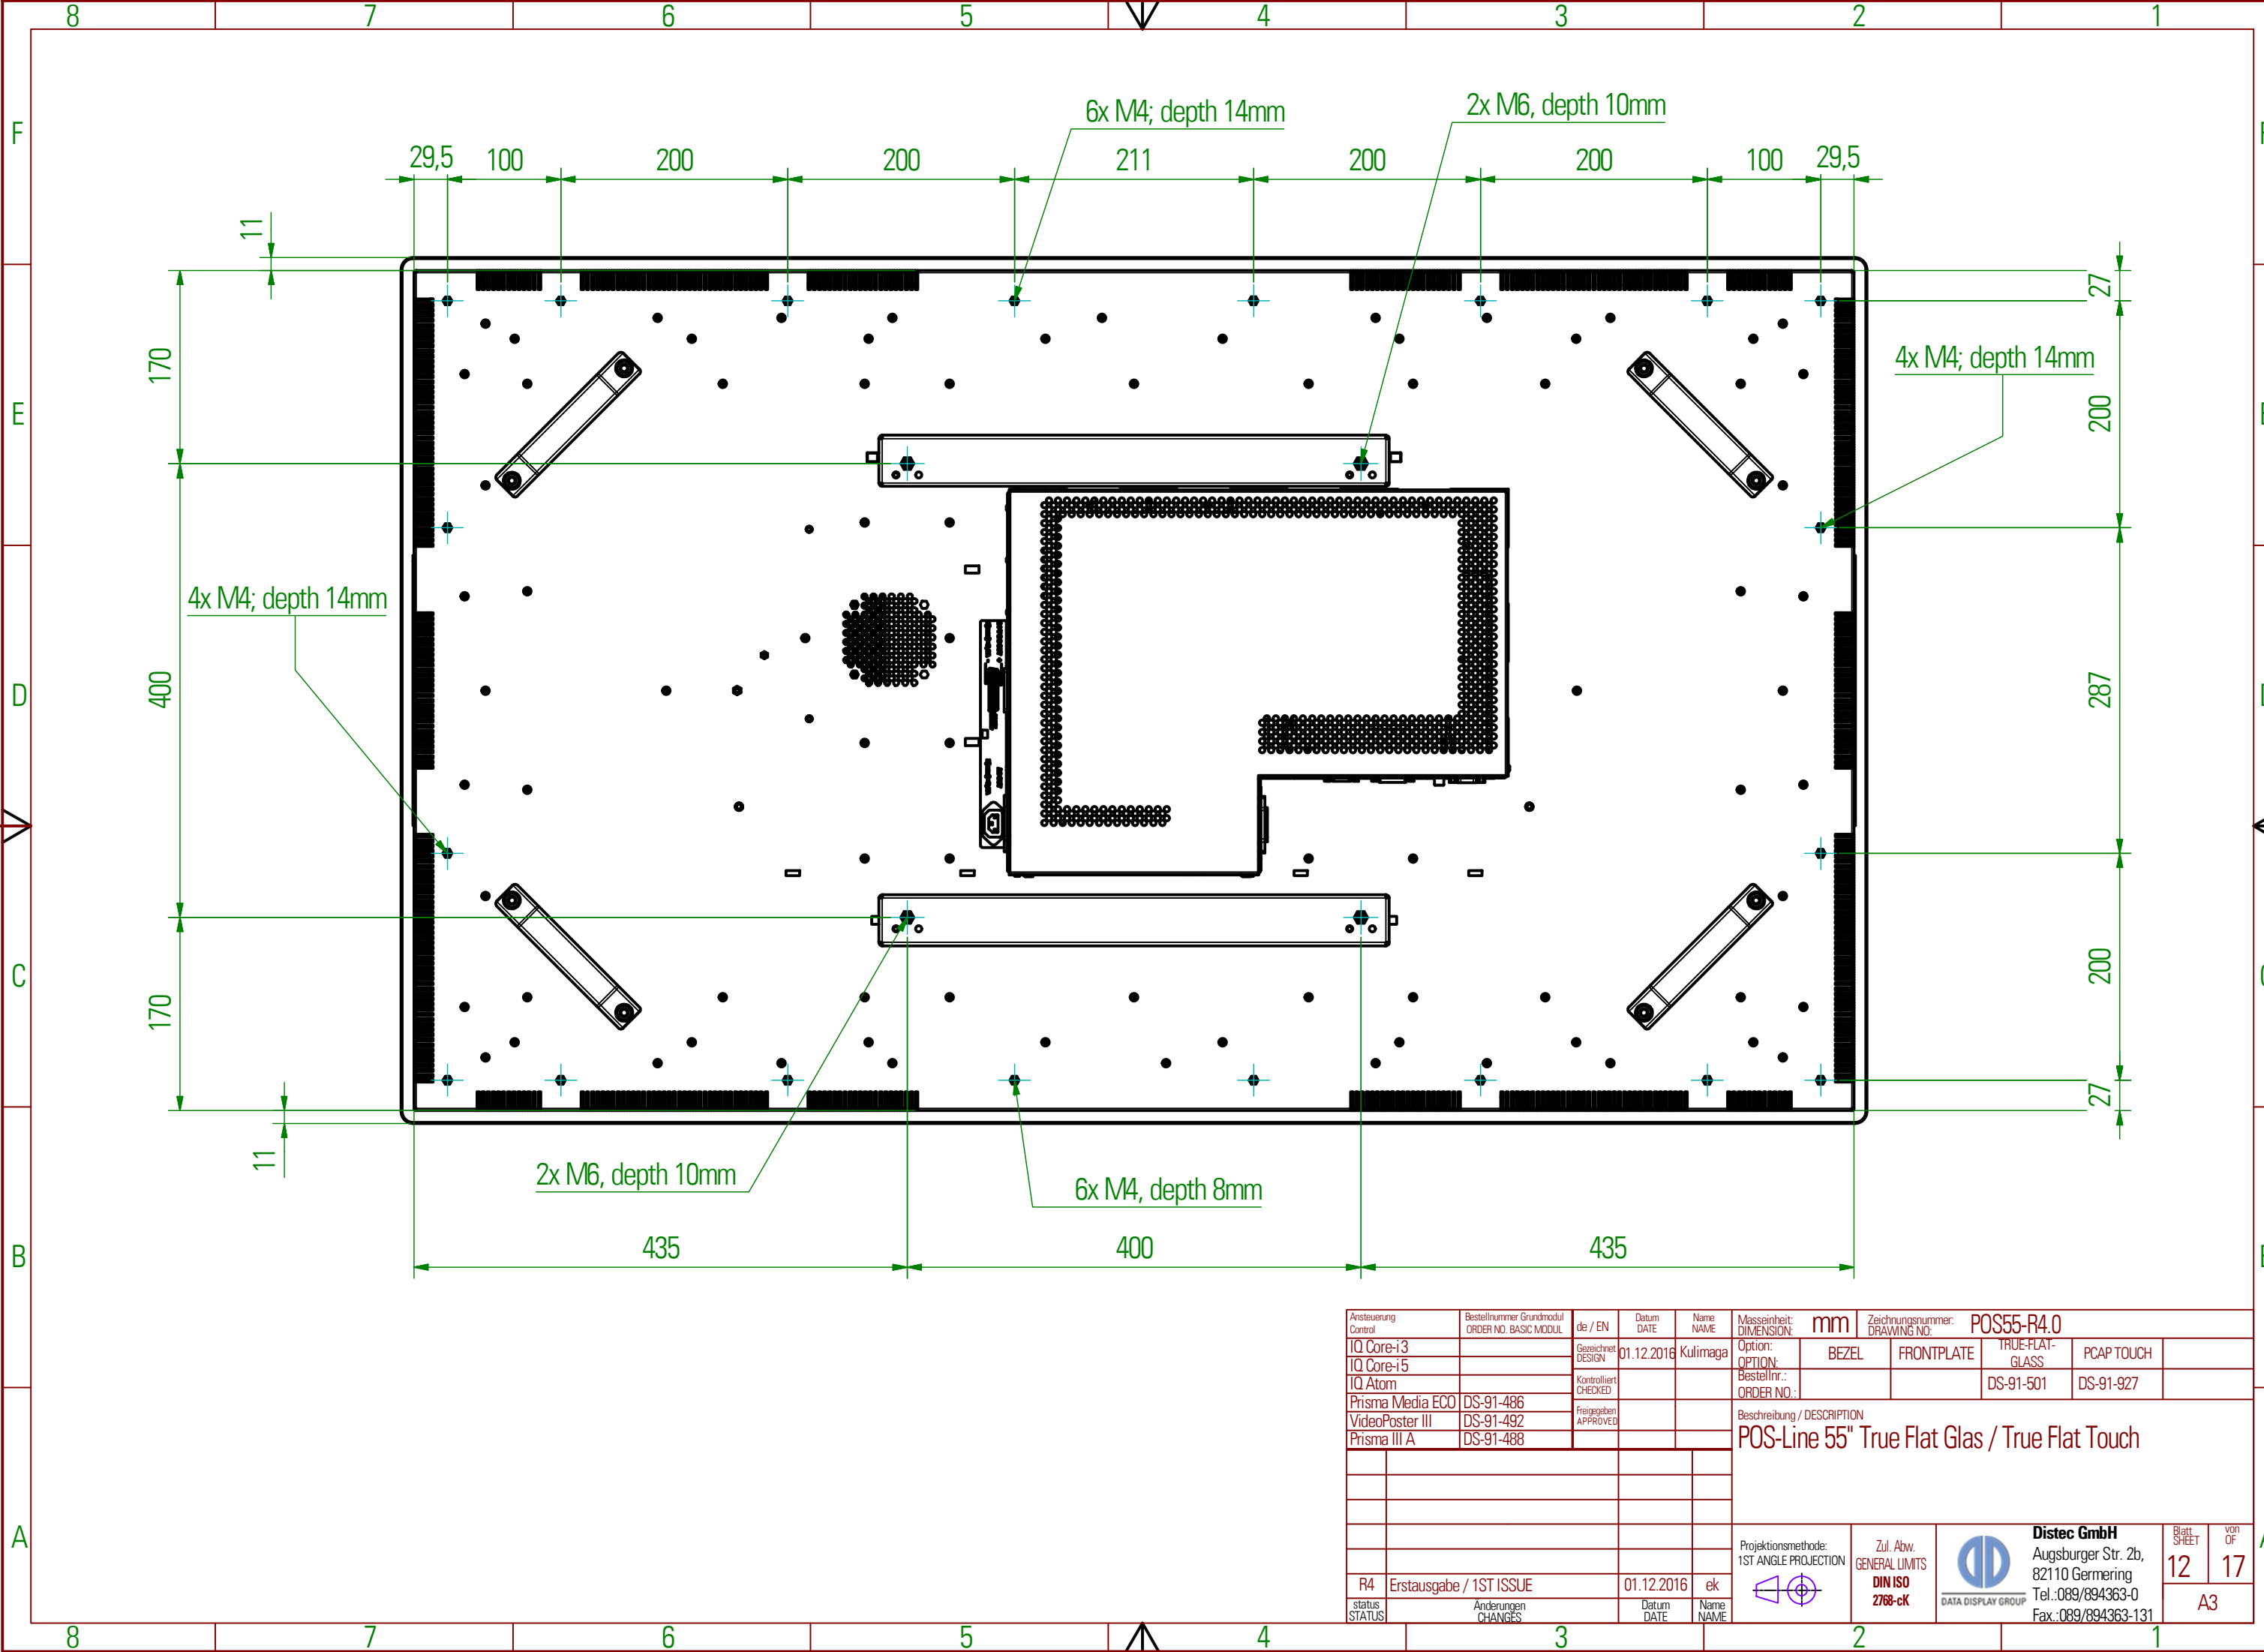 8 7 6 5 4 3 2 1
6x M4; depth 14mm
2x M6, depth 10mm
F
29,5 100 200 200 211 200 200 100 29,5
11
27
170
4x M4; depth 14mm
200
E
4x M4; depth 14mm
400
287
D
200
C
170
27
11
2x M6, depth 10mm
6x M4, depth 8mm
435 400 435
B
Ansteuerung
Control
Bestellnummer Grundmodul
ORDER NO. BASIC MODUL
IQ Core-i3
IQ Core-i5
IQ Atom
Prisma Media ECO DS-91-486
VideoPoster III DS-91-492
Prisma III A DS-91-488
de / EN
Datum
DATE
Name
NAME
Gezeichnet
DESIGN
01.12.2016 Kulimaga
Kontrolliert
CHECKED
Freigegeben
APPROVED
Masseinheit:
DIMENSION:
mm
Zeichnungsnummer:
DRAWING NO:
POS55-R4.0
Option:
OPTION:
BEZEL
FRONTPLATE
TRUE-FLAT-
GLASS
PCAP TOUCH
Bestellnr.:
ORDER NO.:
DS-91-501
DS-91-927
Beschreibung / DESCRIPTION
POS-Line 55" True Flat Glas / True Flat Touch
A
R4 Erstausgabe / 1ST ISSUE 01.12.2016 ek
status
STATUS
Änderungen
CHANGES
Datum
DATE
Name
NAME
Projektionsmethode:
1ST ANGLE PROJECTION
Zul. Abw.
GENERAL LIMITS
DIN ISO
2768-cK
DATA DISPLAY GROUP
Distec GmbH
Augsburger Str. 2b,
82110 Germering
Tel.:089/894363-0
Fax.:089/894363-131
Blatt
SHEET
12
von
OF
17
A3
8 7 6 5 4 3 2 1